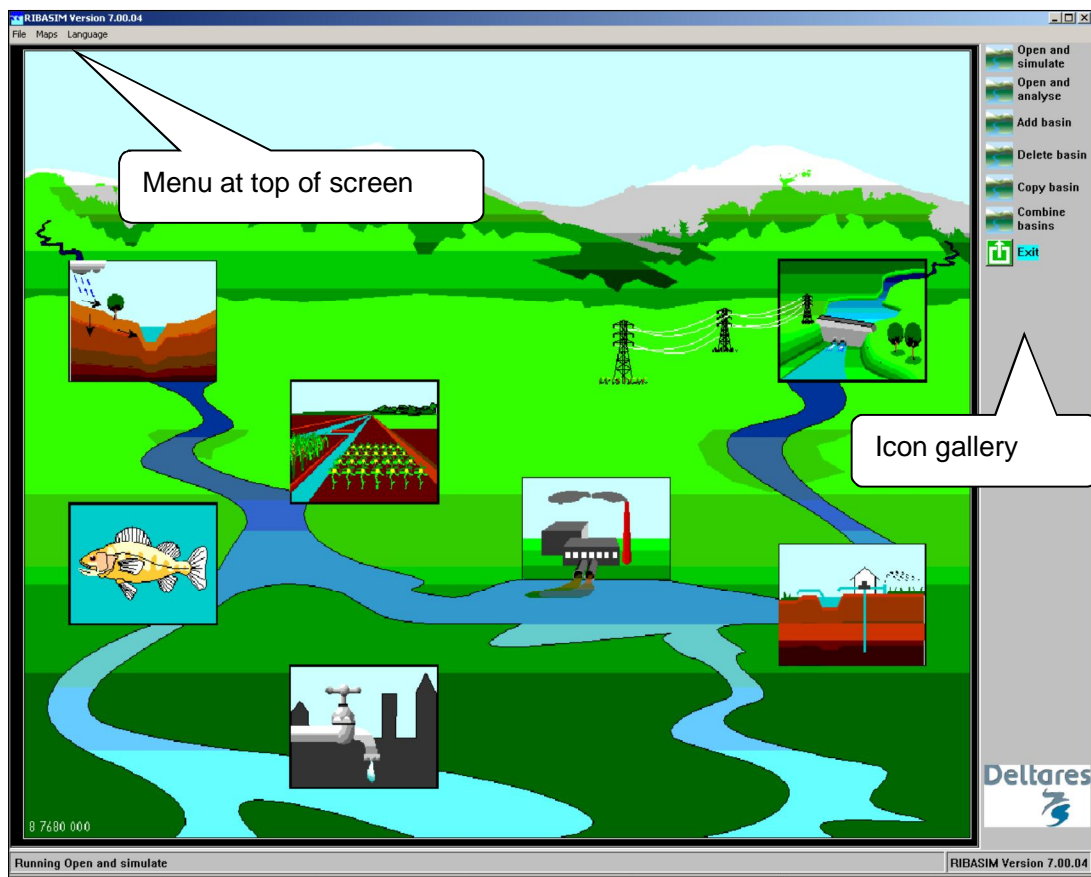 RIBASIM Version 7.00.04
File Maps Language
Open and
simulate
Open and
analyse
Add basin
Delete basin
Copy basin
Combine
basins
Exit
Menu at top of screen
Icon gallery
Deltares
8 7680 000
Running Open and simulate
RIBASIM Version 7.00.04